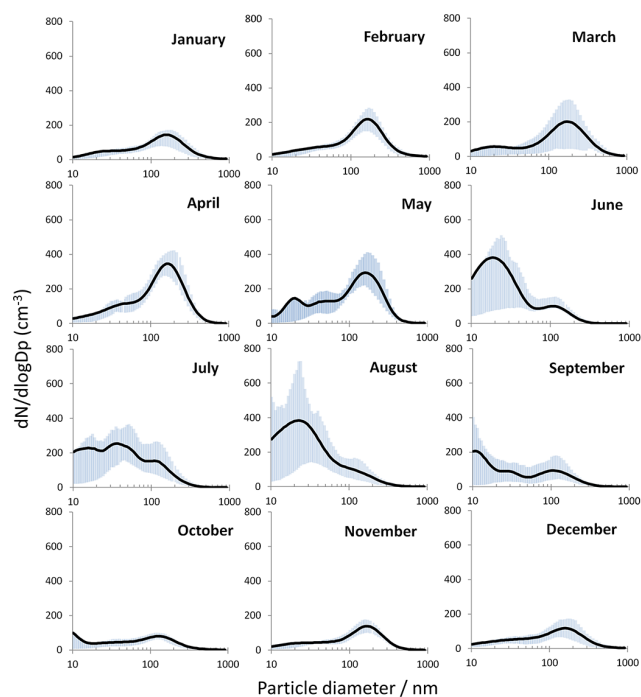 800 January
600
400
200
0
10 100 1000
800 February
600
400
200
0
10 100 1000
800 March
600
400
200
0
10 100 1000
800 April
600
400
200
0
10 100 1000
800 May
600
400
200
0
10 100 1000
800 June
600
400
200
0
10 100 1000
dN/dlogDp (cm⁻³)
800 July
600
400
200
0
10 100 1000
800 August
600
400
200
0
10 100 1000
800 September
600
400
200
0
10 100 1000
800 October
600
400
200
0
10 100 1000
800 November
600
400
200
0
10 100 1000
800 December
600
400
200
0
10 100 1000
Particle diameter / nm